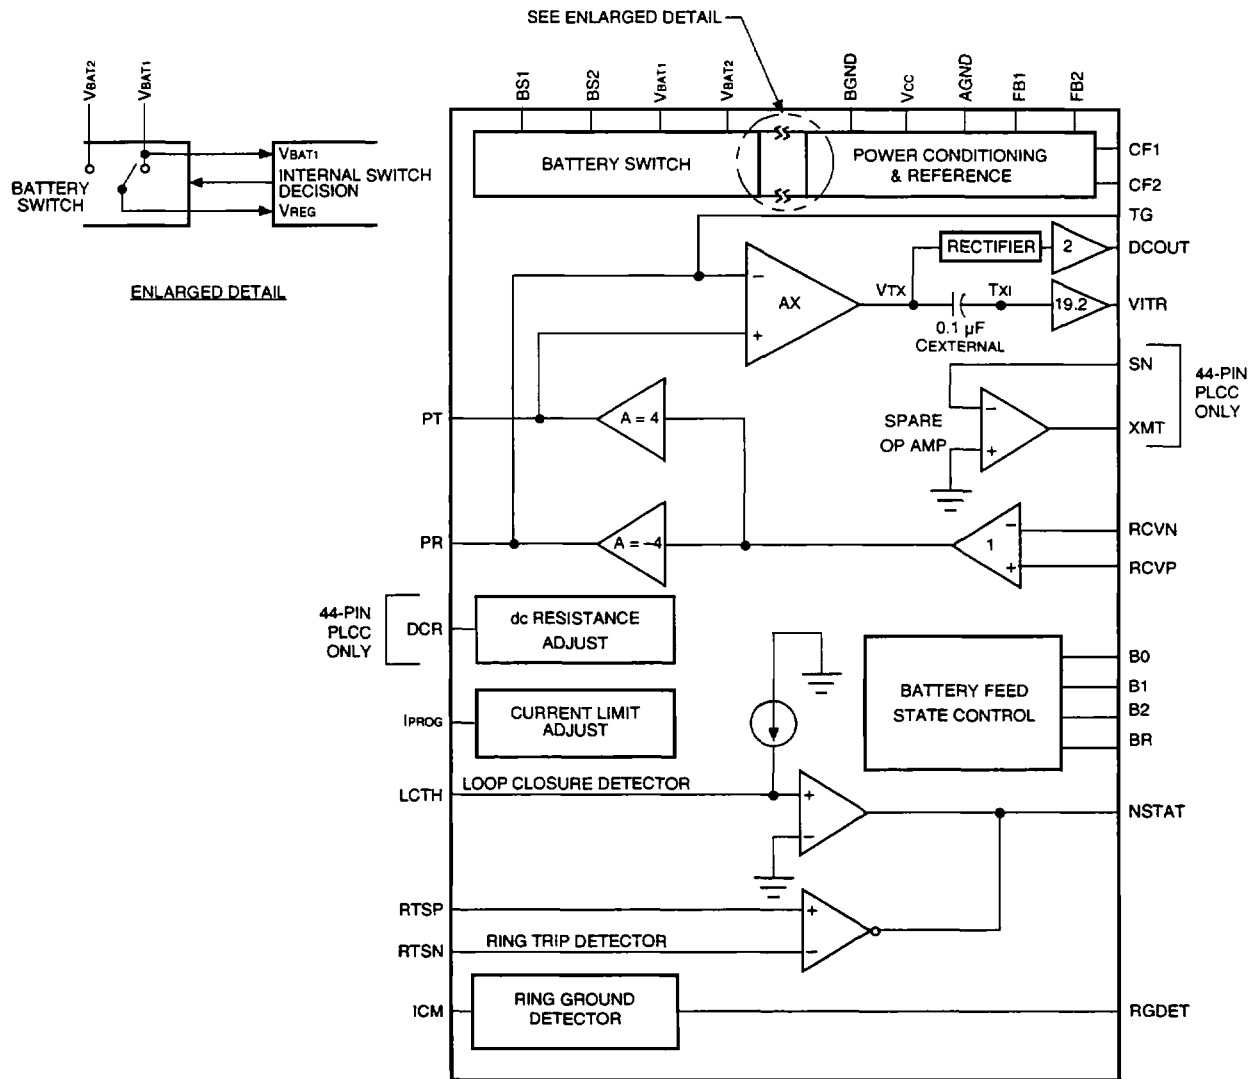 SEE ENLARGED DETAIL
VBAT2
VBAT1
BS1
BS2
VBAT1
VBAT2
BGND
VCC
AGND
FB1
FB2
BATTERY SWITCH
VBAT1
INTERNAL SWITCH
DECISION
VREG
ENLARGED DETAIL
BATTERY SWITCH
POWER CONDITIONING
& REFERENCE
CF1
CF2
TG
RECTIFIER
2
DCOUT
−
AX
+
VTX
TXI
19.2
VITR
0.1 µF
CEXTERNAL
SN
44-PIN
PLCC
ONLY
PT
A = 4
SPARE
OP AMP
−
+
XMT
PR
A = −4
−
1
+
RCVN
RCVP
44-PIN
PLCC
ONLY
DCR
dc RESISTANCE
ADJUST
B0
BATTERY FEED
STATE CONTROL
B1
B2
BR
IPROG
CURRENT LIMIT
ADJUST
LCTH
LOOP CLOSURE DETECTOR
+
−
NSTAT
RTSP
+
RTSN
RING TRIP DETECTOR
−
ICM
RING GROUND
DETECTOR
RGDET